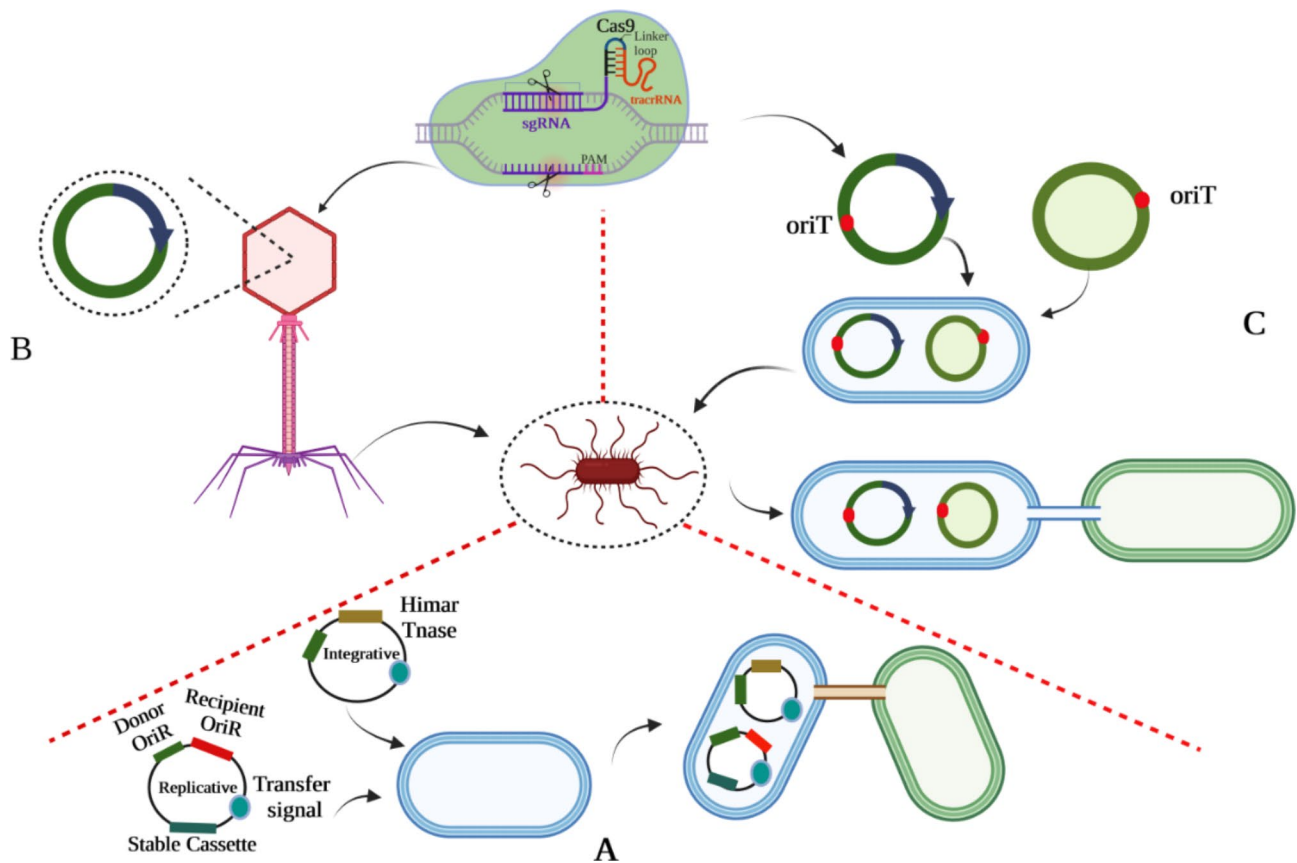 Cas9
Linker
loop
tracrRNA
sgRNA
PAM
oriT
oriT
B
C
Himar
Tnase
Integrative
Donor
OriR
Recipient
OriR
Replicative
Transfer
signal
Stable Cassette
A